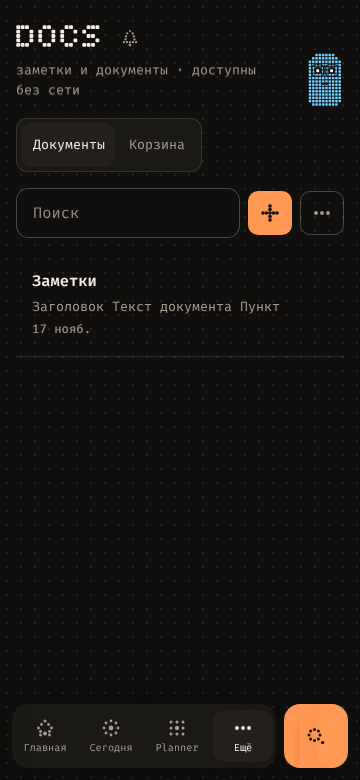 DOCS
заметки и документы · доступны
без сети
Документы
Корзина
Поиск
Заметки
Заголовок Текст документа Пункт
17 нояб.
Главная
Сегодня
Planner
Ещё